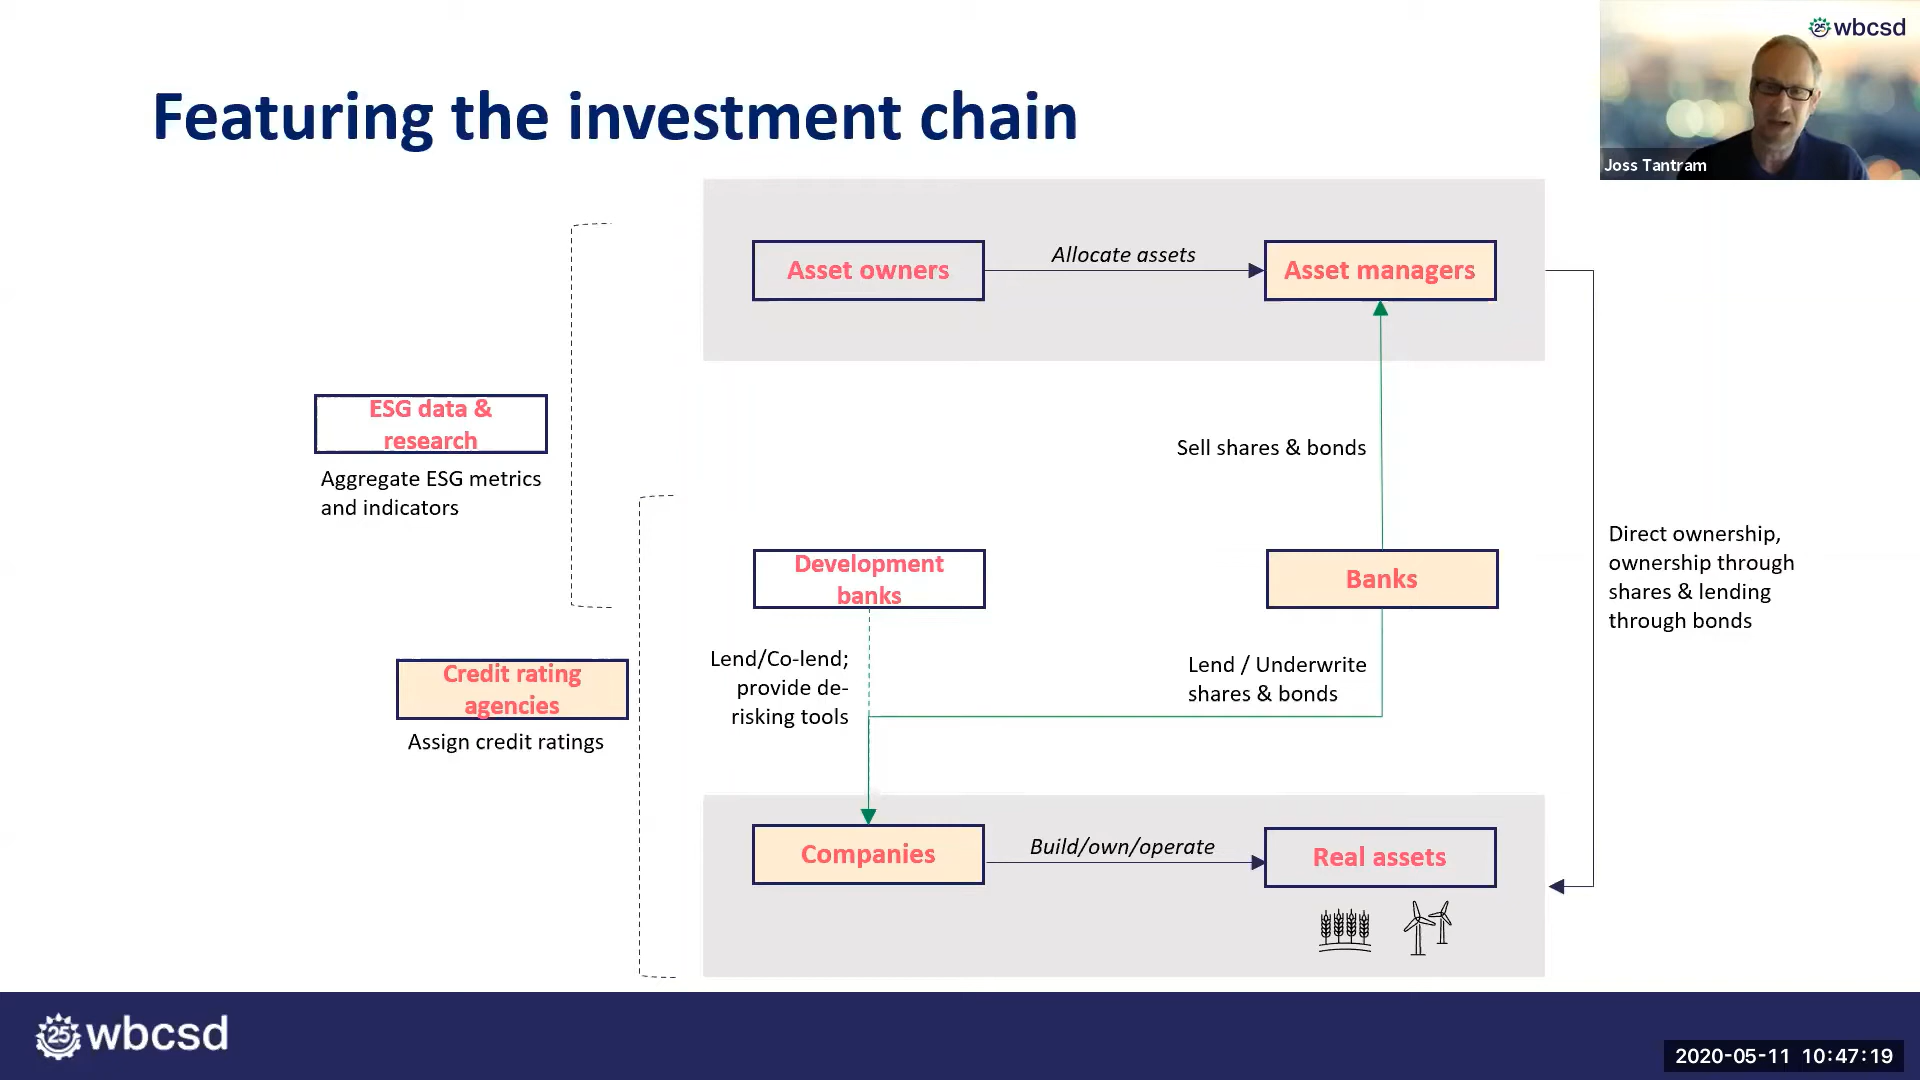 25 wbcsd
Joss Tantram
Featuring the investment chain
Asset owners
Allocate assets
Asset managers
ESG data &
research
Aggregate ESG metrics
and indicators
Sell shares & bonds
Direct ownership,
ownership through
shares & lending
through bonds
Development
banks
Banks
Lend/Co-lend;
provide de-
risking tools
Lend / Underwrite
shares & bonds
Credit rating
agencies
Assign credit ratings
Companies
Build/own/operate
Real assets
25 wbcsd
2020-05-11 10:47:19